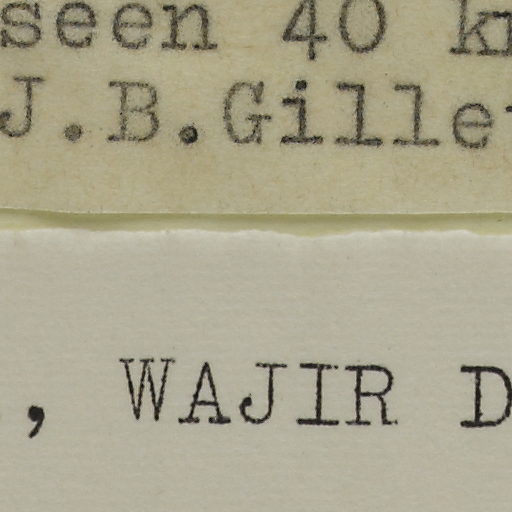 seen 40
J.B.Gille
, WAJIR D